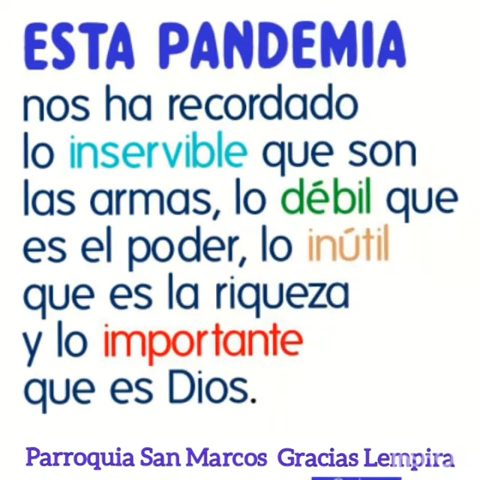 ESTA PANDEMIA
nos ha recordado
lo inservible que son
las armas, lo débil que
es el poder, lo inútil
que es la riqueza
y lo importante
que es Dios.
Parroquia San Marcos Gracias Lempira